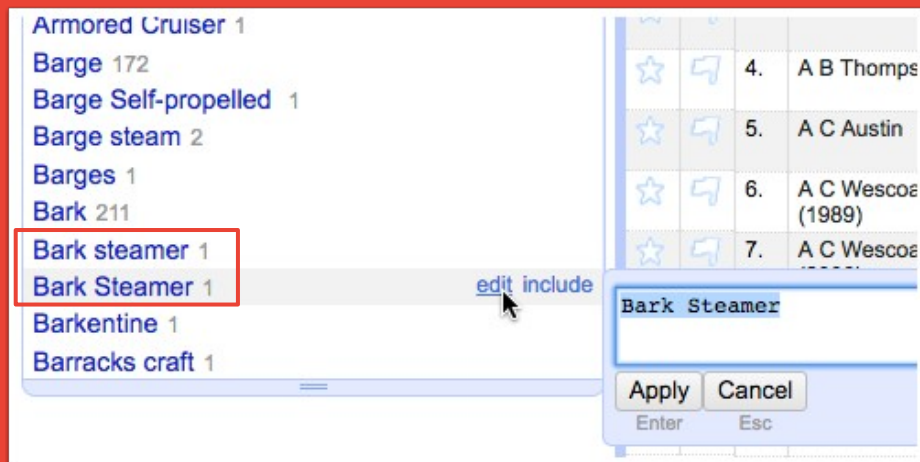 Armored Cruiser 1
Barge 172
Barge Self-propelled 1
Barge steam 2
Barges 1
Bark 211
Bark steamer 1
Bark Steamer 1
edit include
Barkentine 1
Barracks craft 1
4. A B Thomps
5. A C Austin
6. A C Wescoa
(1989)
7. A C Wescoa
Bark Steamer
Apply Cancel
Enter Esc